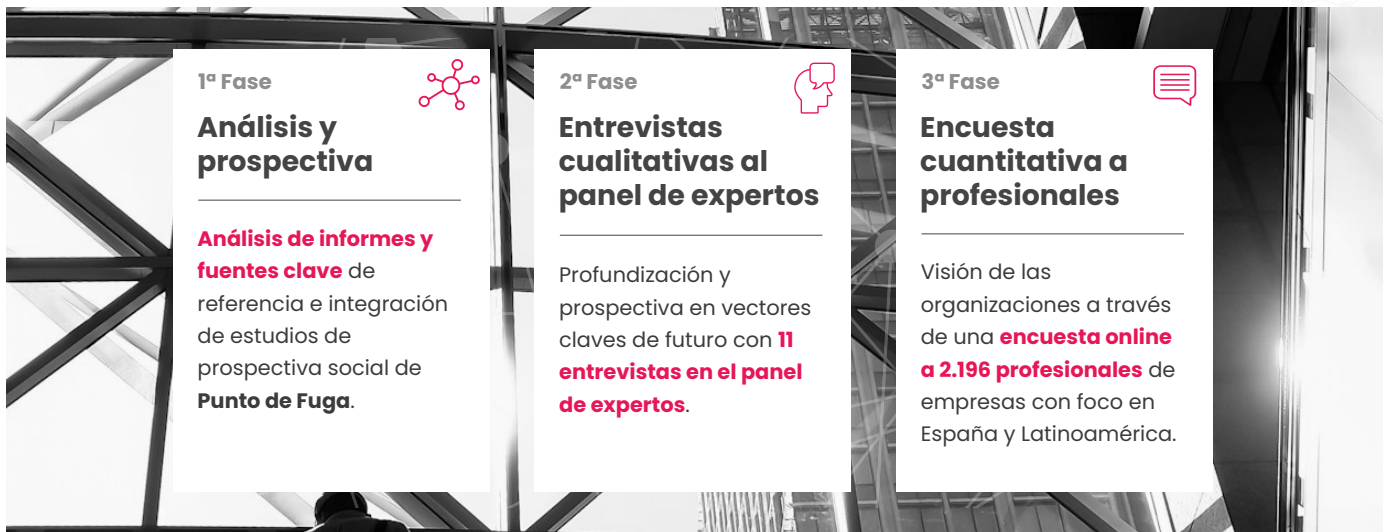 1ª Fase
Análisis y
prospectiva
Análisis de informes y
fuentes clave de
referencia e integración
de estudios de
prospectiva social de
Punto de Fuga.
2ª Fase
Entrevistas
cualitativas al
panel de expertos
Profundización y
prospectiva en vectores
claves de futuro con 11
entrevistas en el panel
de expertos.
3ª Fase
Encuesta
cuantitativa a
profesionales
Visión de las
organizaciones a través
de una encuesta online
a 2.196 profesionales de
empresas con foco en
España y Latinoamérica.